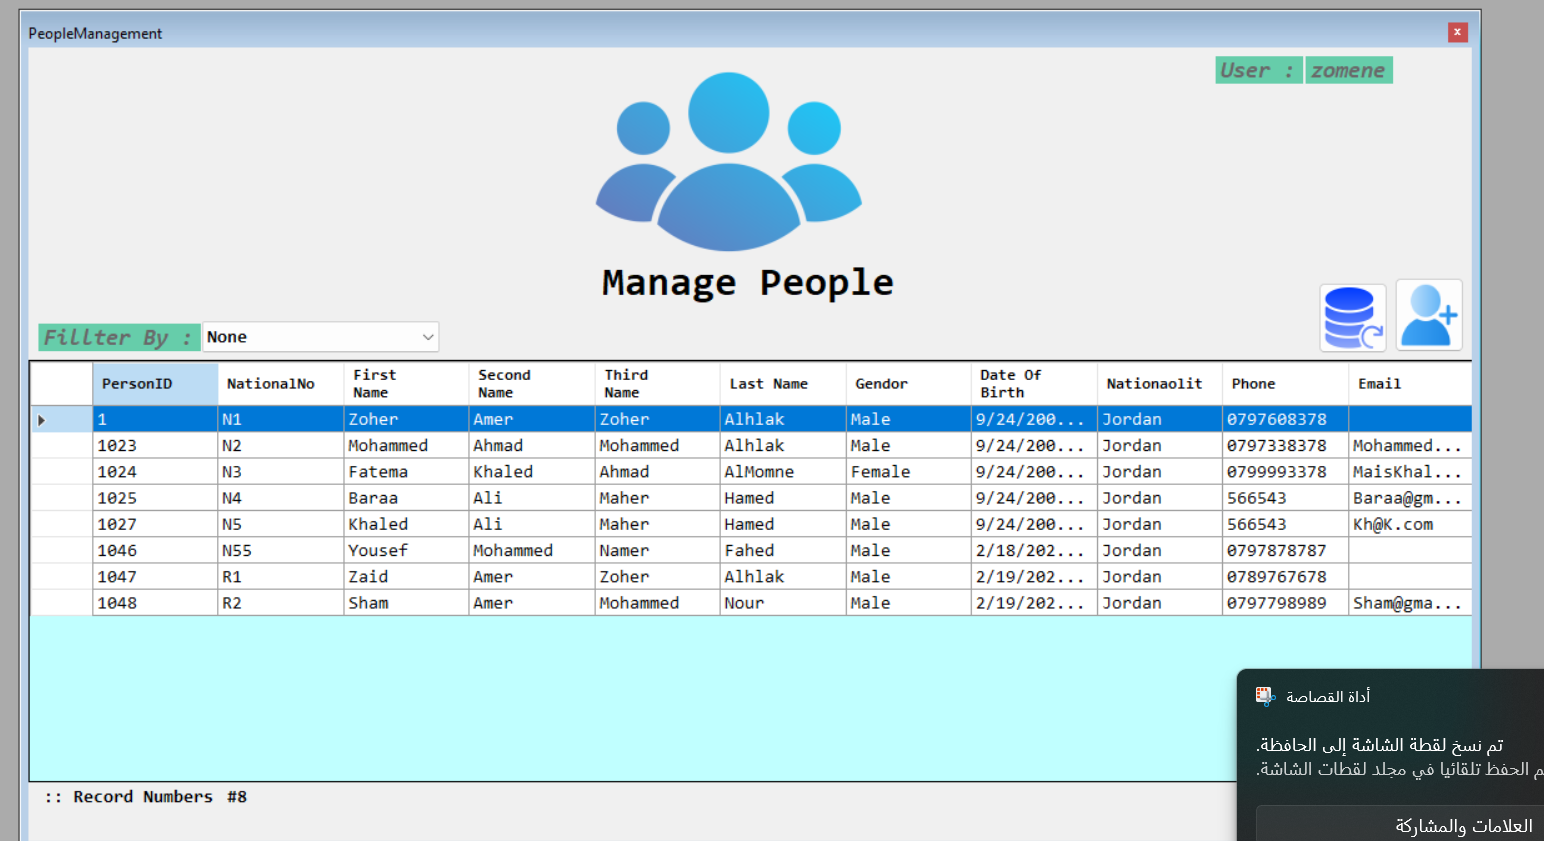 PeopleManagement
x
User : zomene
Manage People
Fillter By : None
PersonID NationalNo First Name Second Name Third Name Last Name Gendor Date Of Birth Nationaolit Phone Email
1 N1 Zoher Amer Zoher Alhlak Male 9/24/200... Jordan 0797608378
1023 N2 Mohammed Ahmad Mohammed Alhlak Male 9/24/200... Jordan 0797338378 Mohammed...
1024 N3 Fatema Khaled Ahmad AlMomne Female 9/24/200... Jordan 0799993378 MaisKhal...
1025 N4 Baraa Ali Maher Hamed Male 9/24/200... Jordan 566543 Baraa@gm...
1027 N5 Khaled Ali Maher Hamed Male 9/24/200... Jordan 566543 Kh@K.com
1046 N55 Yousef Mohammed Namer Fahed Male 2/18/202... Jordan 0797878787
1047 R1 Zaid Amer Zoher Alhlak Male 2/19/202... Jordan 0789767678
1048 R2 Sham Amer Mohammed Nour Male 2/19/202... Jordan 0797798989 Sham@gma...
:: Record Numbers #8
أداة القصاصة
تم نسخ لقطة الشاشة إلى الحافظة.
الحفظ تلقائيا في مجلد لقطات الشاشة.
العلامات والمشاركة